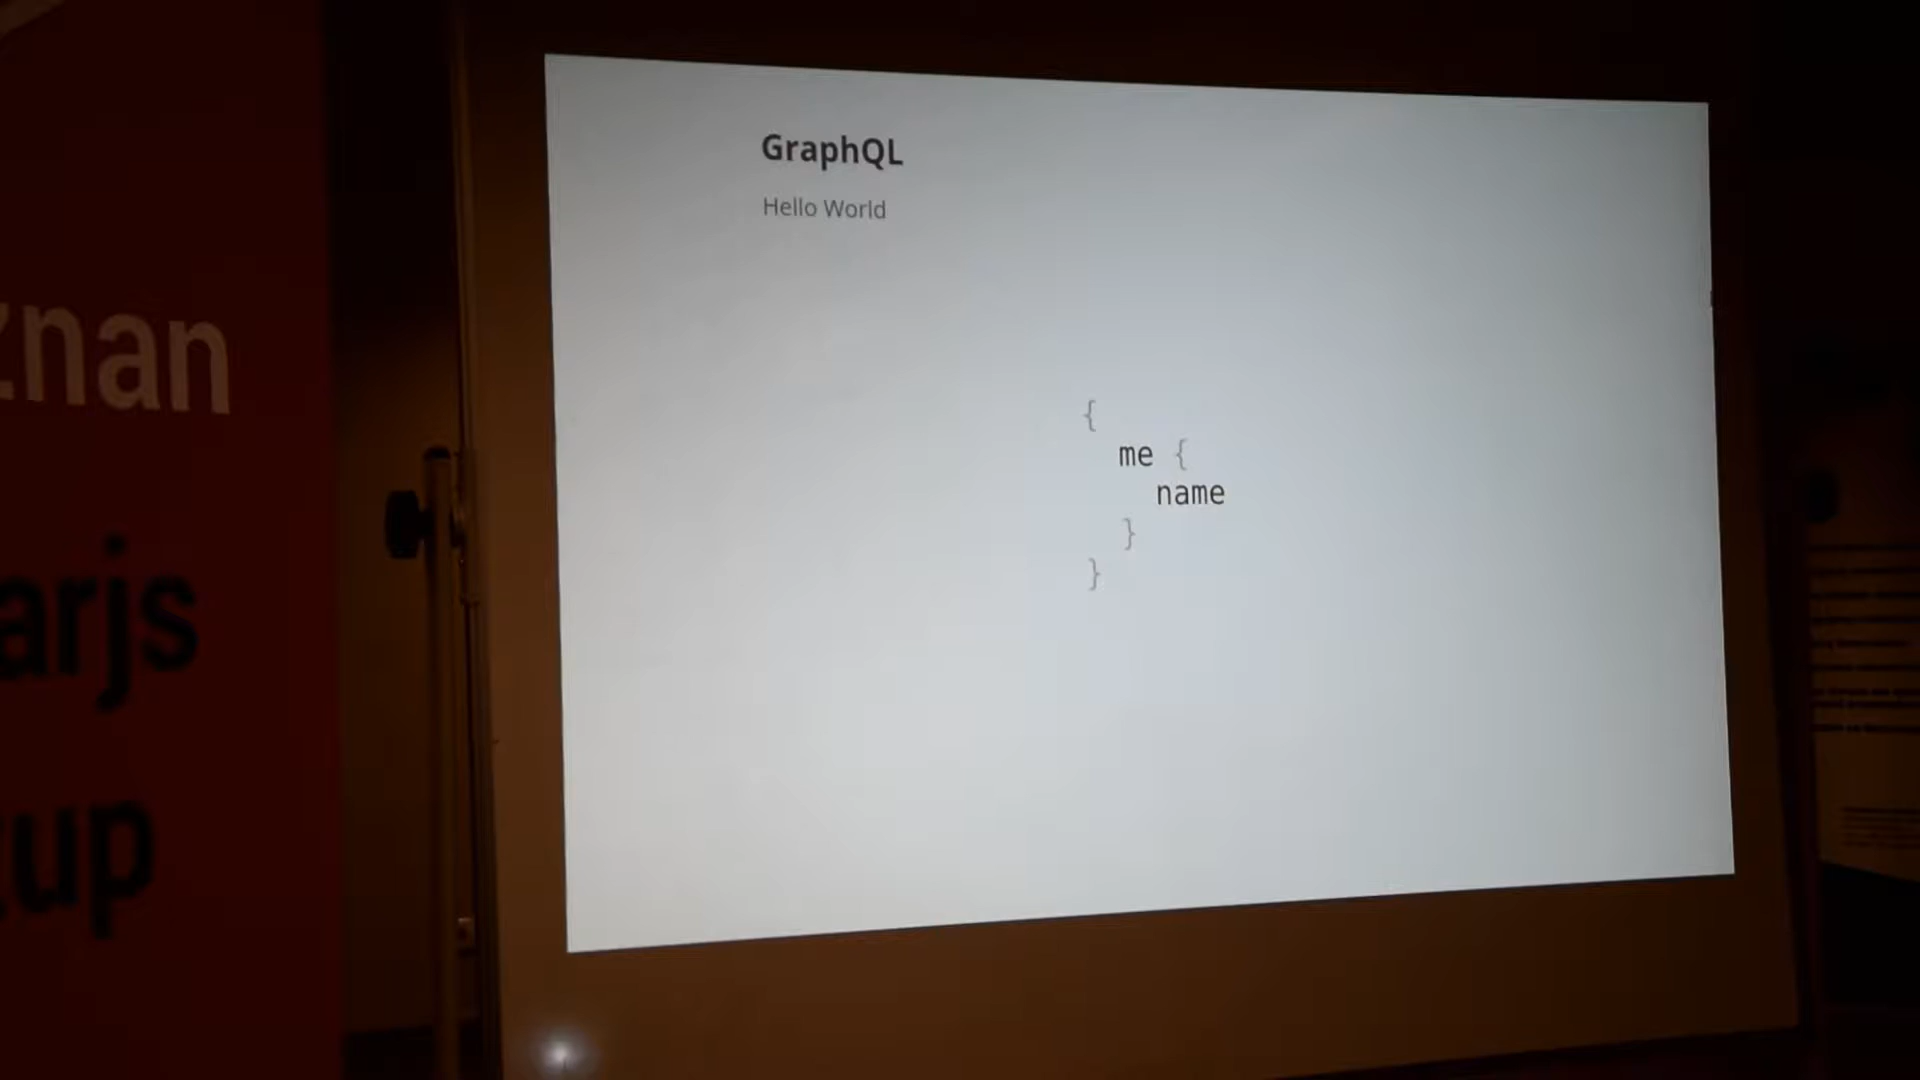 GraphQL
Hello World
{
  me {
    name
  }
}
znan
arjs
up